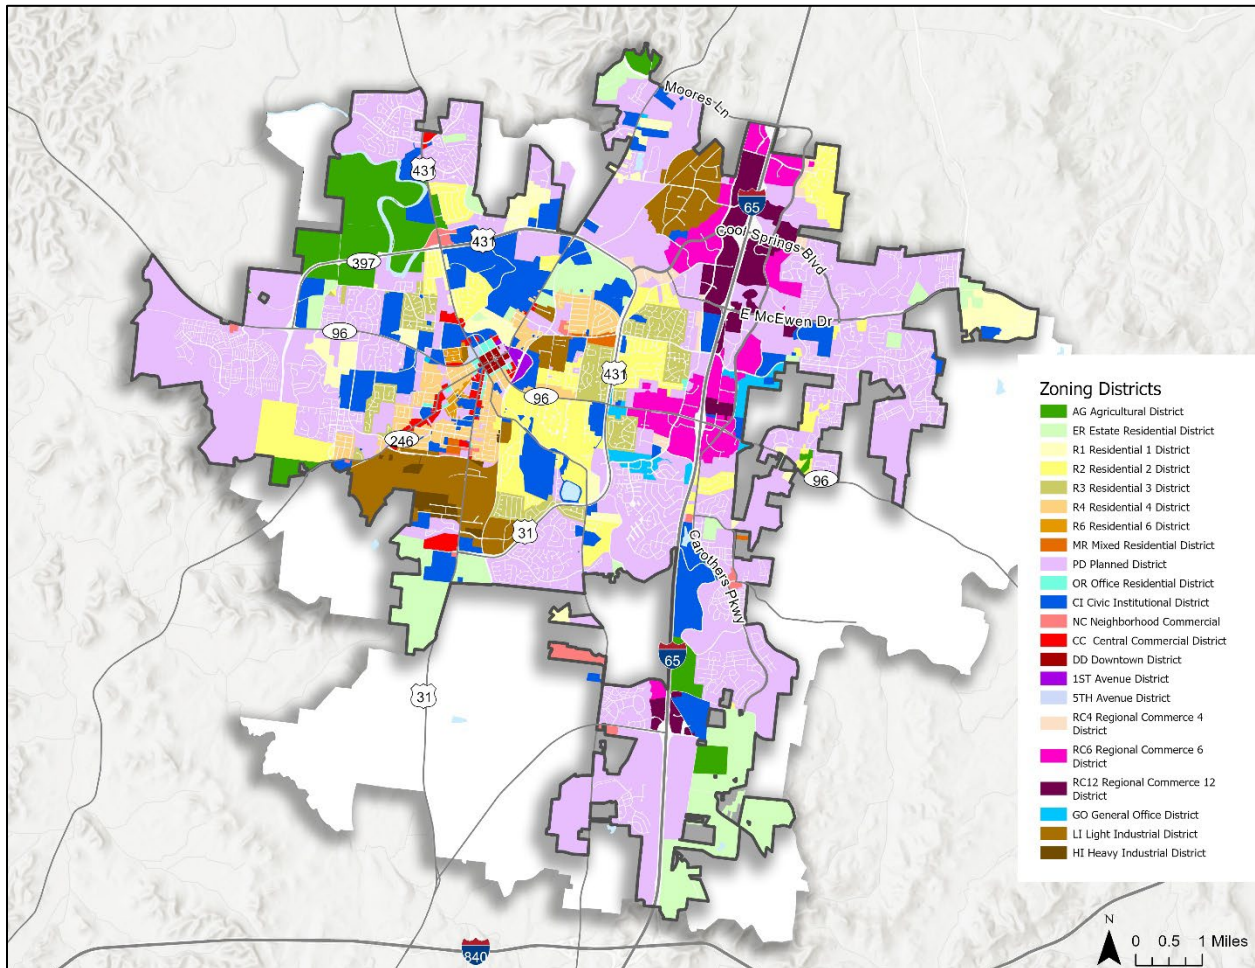 Moores Ln
431
65
Cool Springs Blvd
431
397
E McEwen Dr
96
431
96
246
96
31
Carothers Pkwy
65
31
840
Zoning Districts
AG Agricultural District
ER Estate Residential District
R1 Residential 1 District
R2 Residential 2 District
R3 Residential 3 District
R4 Residential 4 District
R6 Residential 6 District
MR Mixed Residential District
PD Planned District
OR Office Residential District
CI Civic Institutional District
NC Neighborhood Commercial
CC Central Commercial District
DD Downtown District
1ST Avenue District
5TH Avenue District
RC4 Regional Commerce 4
District
RC6 Regional Commerce 6
District
RC12 Regional Commerce 12
District
GO General Office District
LI Light Industrial District
HI Heavy Industrial District
N
0 0.5 1 Miles